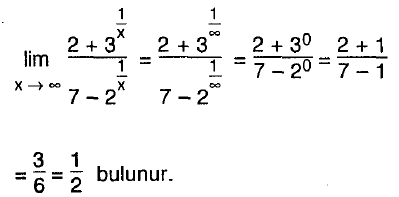 lim x → ∞ (2 + 3^(1/x))/(7 − 2^(1/x)) = (2 + 3^(1/∞))/(7 − 2^(1/∞)) = (2 + 3^0)/(7 − 2^0) = (2 + 1)/(7 − 1)
= 3/6 = 1/2 bulunur.